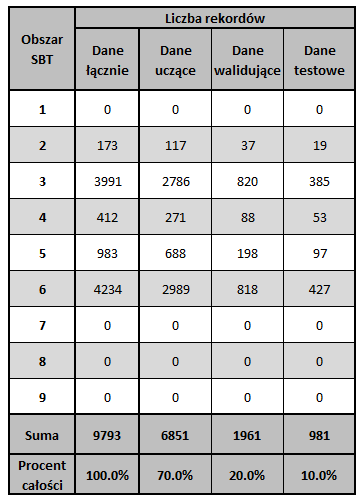 Obszar SBT Liczba rekordów
Dane łącznie Dane uczące Dane walidujące Dane testowe
1 0 0 0 0
2 173 117 37 19
3 3991 2786 820 385
4 412 271 88 53
5 983 688 198 97
6 4234 2989 818 427
7 0 0 0 0
8 0 0 0 0
9 0 0 0 0
Suma 9793 6851 1961 981
Procent całości 100.0% 70.0% 20.0% 10.0%